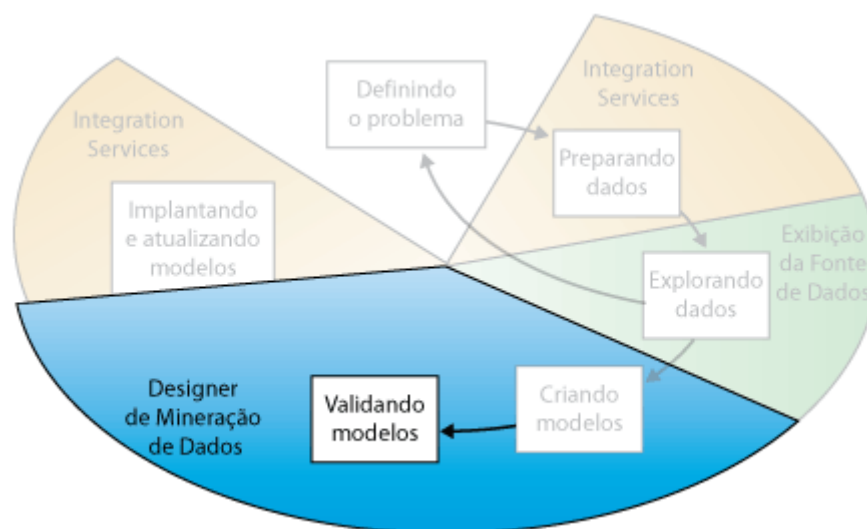 Integration
Services
Definindo
o problema
Integration
Services
Preparando
dados
Implantando
e atualizando
modelos
Exibição
da Fonte
de Dados
Explorando
dados
Designer
de Mineração
de Dados
Validando
modelos
Criando
modelos